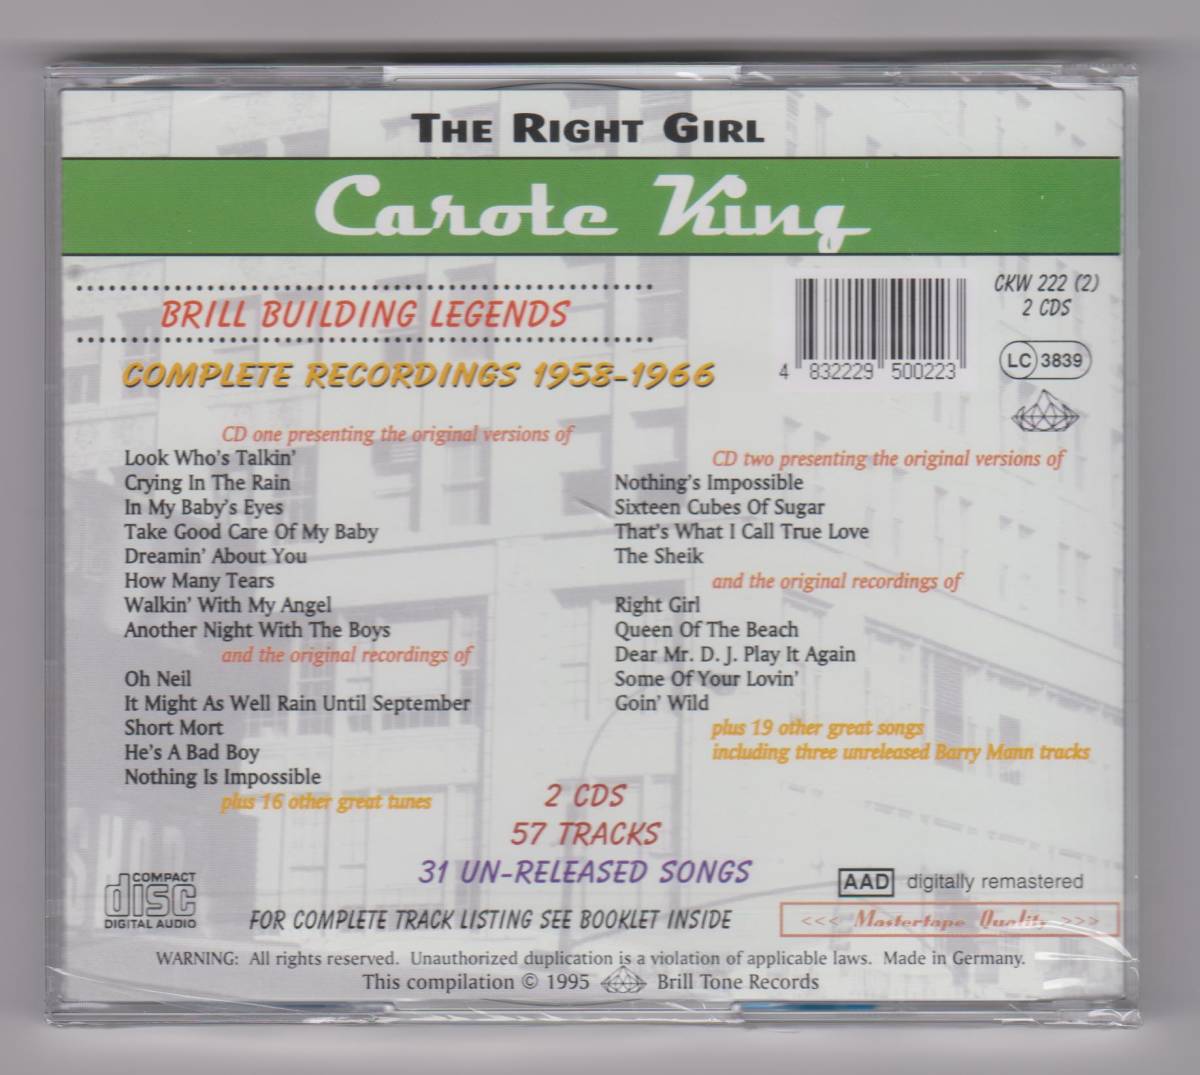 THE RIGHT GIRL
Carole King
BRILL BUILDING LEGENDS
COMPLETE RECORDINGS 1958-1966
CKW 222 (2)
2 CDS
LC 3839
4 832229 500223
CD one presenting the original versions of
Look Who's Talkin'
Crying In The Rain
In My Baby's Eyes
Take Good Care Of My Baby
Dreamin' About You
How Many Tears
Walkin' With My Angel
Another Night With The Boys
and the original recordings of
Oh Neil
It Might As Well Rain Until September
Short Mort
He's A Bad Boy
Nothing Is Impossible
plus 16 other great tunes
CD two presenting the original versions of
Nothing's Impossible
Sixteen Cubes Of Sugar
That's What I Call True Love
The Sheik
and the original recordings of
Right Girl
Queen Of The Beach
Dear Mr. D. J. Play It Again
Some Of Your Lovin'
Goin' Wild
plus 19 other great songs
including three unreleased Barry Mann tracks
2 CDS
57 TRACKS
31 UN-RELEASED SONGS
SHOP
COMPACT
disc
DIGITAL AUDIO
FOR COMPLETE TRACK LISTING SEE BOOKLET INSIDE
AAD digitally remastered
<<< Mastertape Quality >>>
WARNING: All rights reserved. Unauthorized duplication is a violation of applicable laws. Made in Germany.
This compilation © 1995 Brill Tone Records